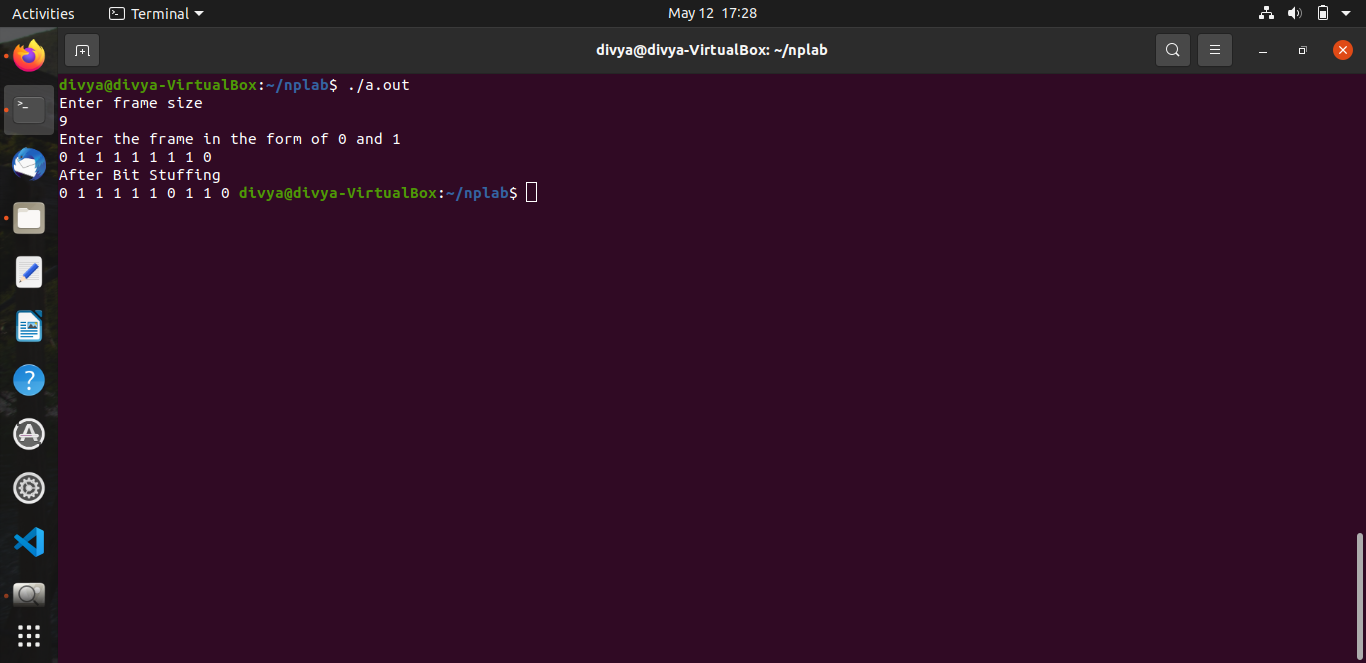 Activities Terminal May 12 17:28
divya@divya-VirtualBox: ~/nplab
divya@divya-VirtualBox:~/nplab$ ./a.out
Enter frame size
9
Enter the frame in the form of 0 and 1
0 1 1 1 1 1 1 1 0
After Bit Stuffing
0 1 1 1 1 1 0 1 1 0 divya@divya-VirtualBox:~/nplab$